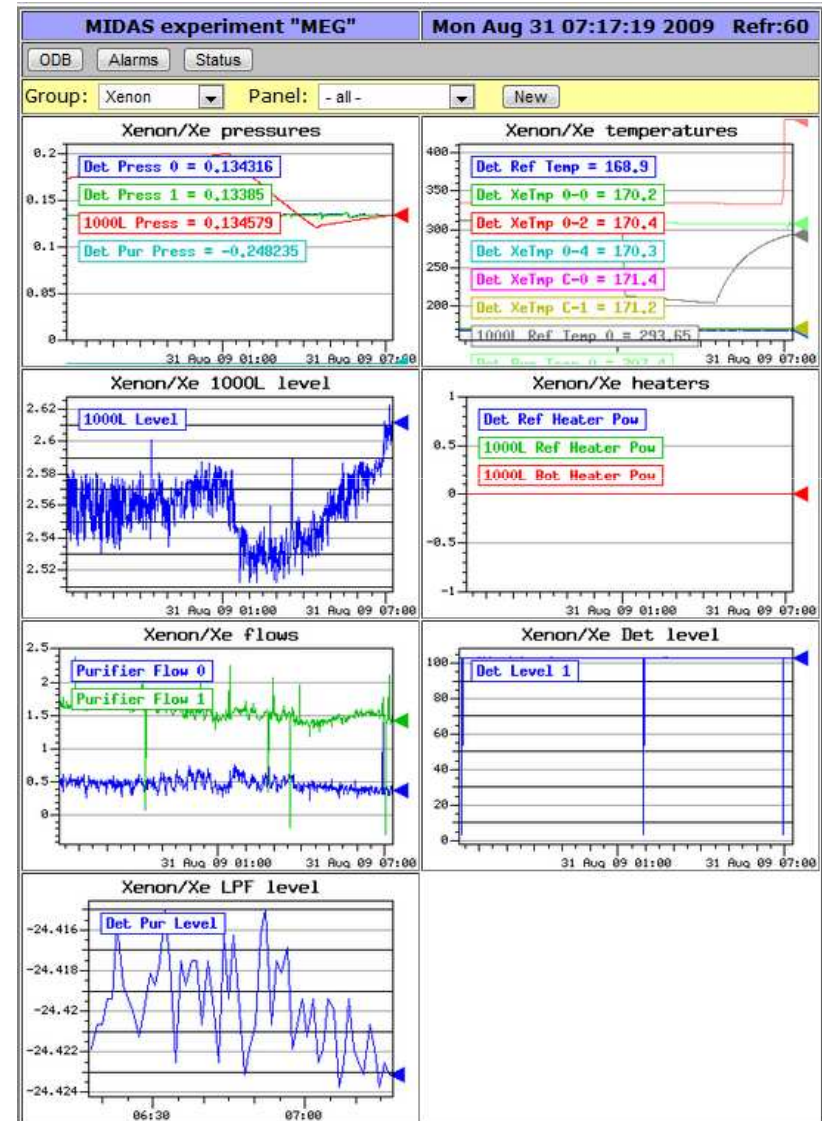 MIDAS experiment "MEG" Mon Aug 31 07:17:19 2009 Refr:60
ODB Alarms Status
Group: Xenon Panel: - all - New
Xenon/Xe pressures
0.2
0.15
0.1
0.05
0
Det Press 0 = 0.134316
Det Press 1 = 0.13385
1000L Press = 0.134579
Det Pur Press = -0.248235
31 Aug 09 01:00 31 Aug 09 07:00
Xenon/Xe temperatures
400
350
300
250
200
Det Ref Temp = 168.9
Det XeTmp 0-0 = 170.2
Det XeTmp 0-2 = 170.4
Det XeTmp 0-4 = 170.3
Det XeTmp C-0 = 171.4
Det XeTmp C-1 = 171.2
1000L Ref Temp 0 = 293.65
31 Aug 09 07:00
Xenon/Xe 1000L level
2.62
2.6
2.58
2.56
2.54
2.52
1000L Level
31 Aug 09 01:00 31 Aug 09 07:00
Xenon/Xe heaters
1
0.5
0
-0.5
-1
Det Ref Heater Pow
1000L Ref Heater Pow
1000L Bot Heater Pow
31 Aug 09 01:00 31 Aug 09 07:00
Xenon/Xe flows
2.5
2
1.5
1
0.5
0
Purifier Flow 0
Purifier Flow 1
31 Aug 09 01:00 31 Aug 09 07:00
Xenon/Xe Det level
100
80
60
40
20
0
Det Level 1
31 Aug 09 01:00 31 Aug 09 07:00
Xenon/Xe LPF level
-24.416
-24.418
-24.42
-24.422
-24.424
Det Pur Level
06:30 07:00